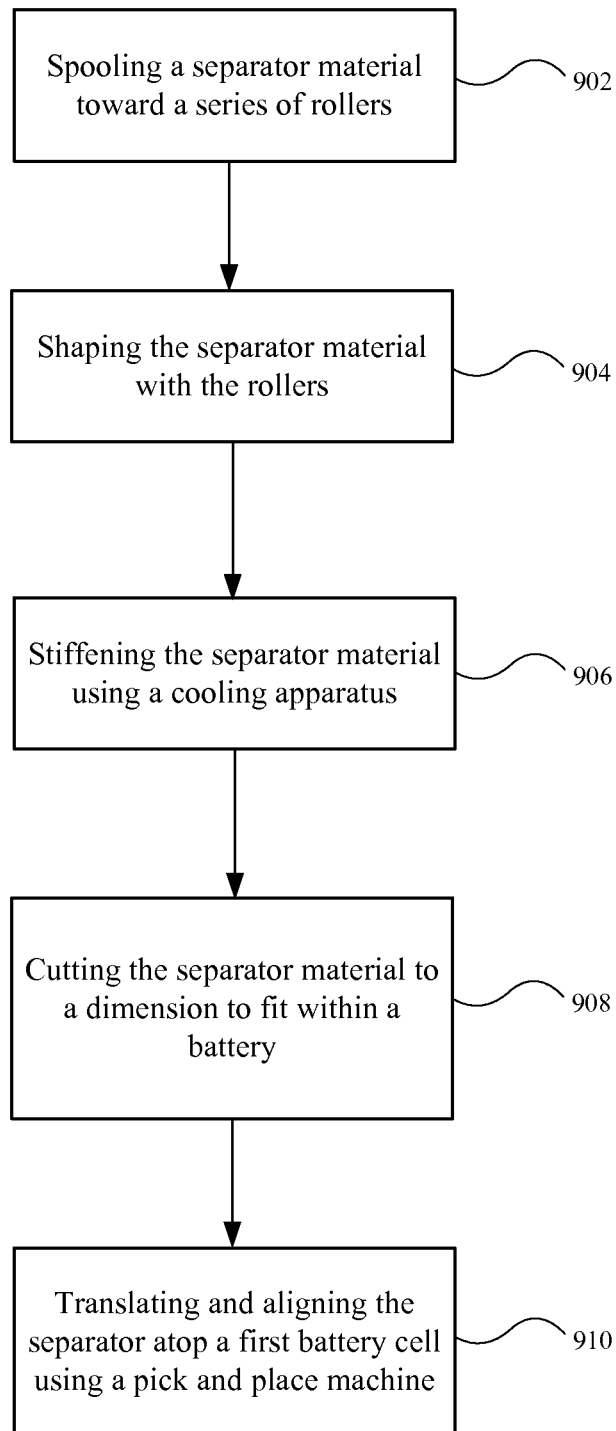 Spooling a separator material
toward a series of rollers
902
Shaping the separator material
with the rollers
904
Stiffening the separator material
using a cooling apparatus
906
Cutting the separator material to
a dimension to fit within a
battery
908
Translating and aligning the
separator atop a first battery cell
using a pick and place machine
910